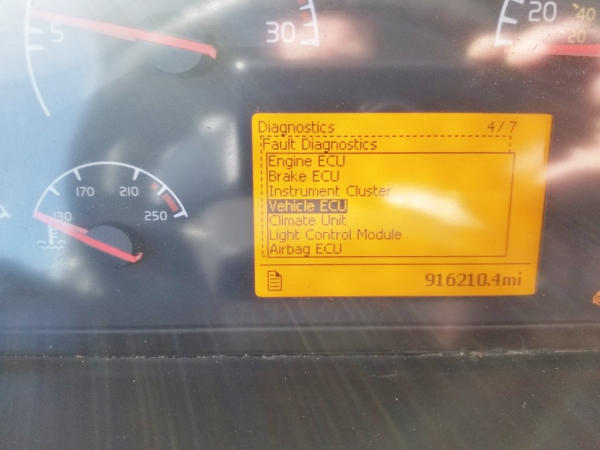 5
30
20
40
20
Diagnostics 4/7
Fault Diagnostics
Engine ECU
Brake ECU
Instrument Cluster
Vehicle ECU
Climate Unit
Light Control Module
Airbag ECU
916210.4mi
130 170 210 250